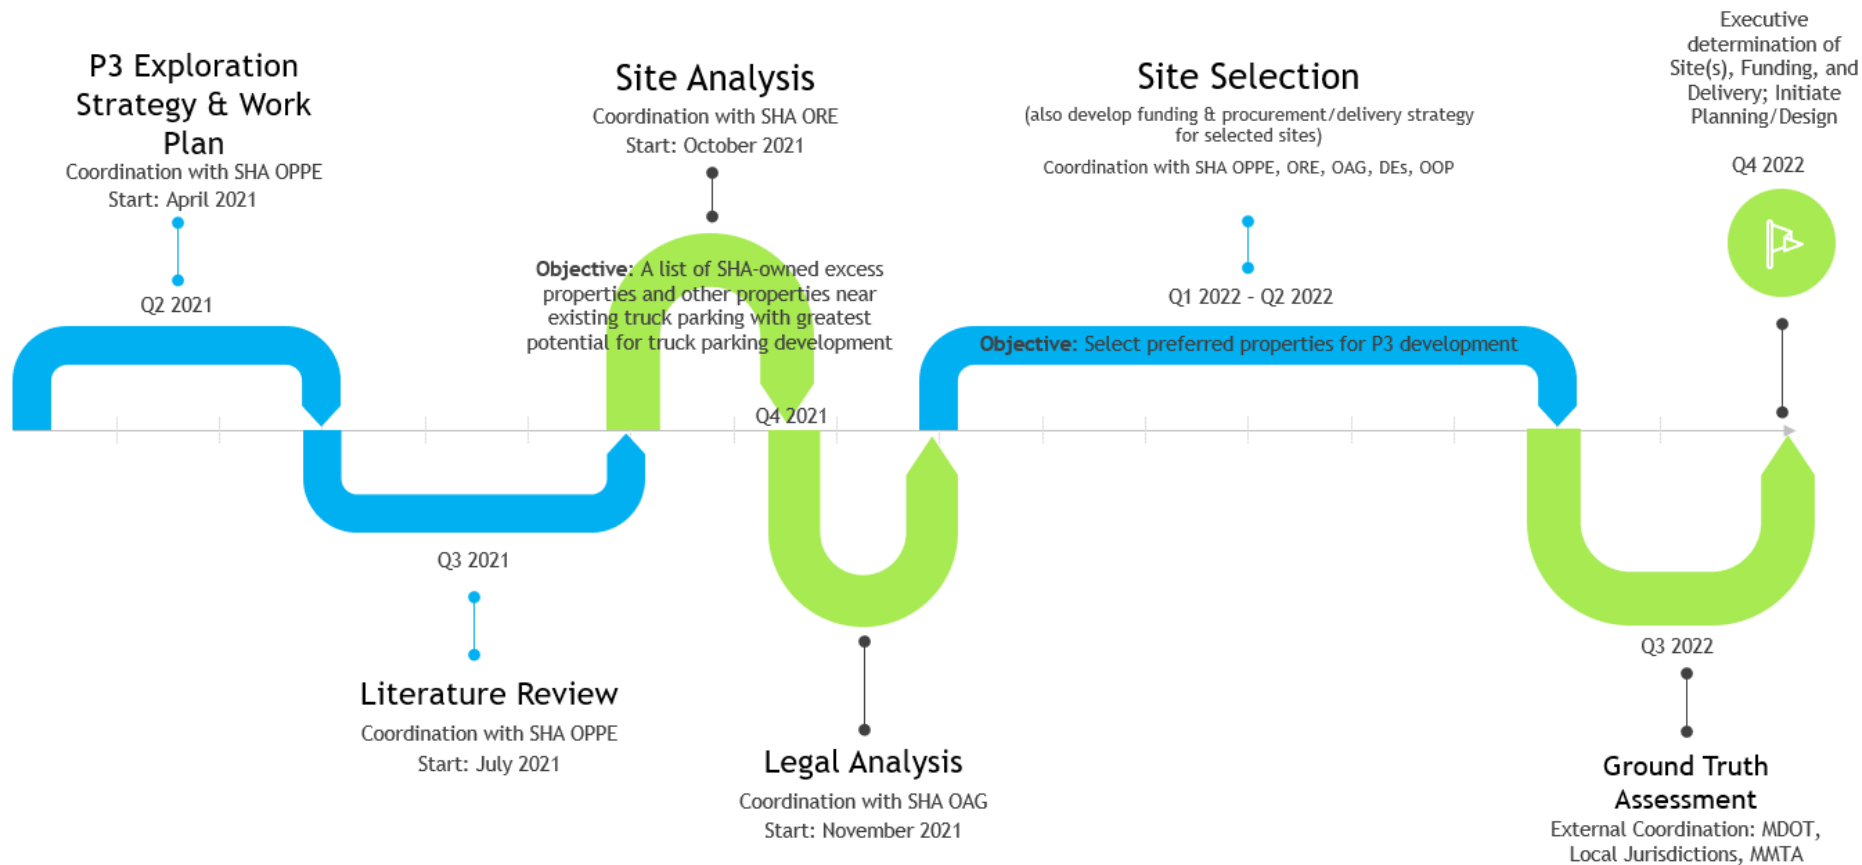 P3 Exploration
Strategy & Work
Plan
Coordination with SHA OPPE
Start: April 2021
Q2 2021
Q3 2021
Literature Review
Coordination with SHA OPPE
Start: July 2021
Site Analysis
Coordination with SHA ORE
Start: October 2021
Objective: A list of SHA-owned excess
properties and other properties near
existing truck parking with greatest
potential for truck parking development
Q4 2021
Legal Analysis
Coordination with SHA OAG
Start: November 2021
Site Selection
(also develop funding & procurement/delivery strategy
for selected sites)
Coordination with SHA OPPE, ORE, OAG, DEs, OOP
Q1 2022 - Q2 2022
Objective: Select preferred properties for P3 development
Q3 2022
Ground Truth
Assessment
External Coordination: MDOT,
Local Jurisdictions, MMTA
Executive
determination of
Site(s), Funding, and
Delivery; Initiate
Planning/Design
Q4 2022